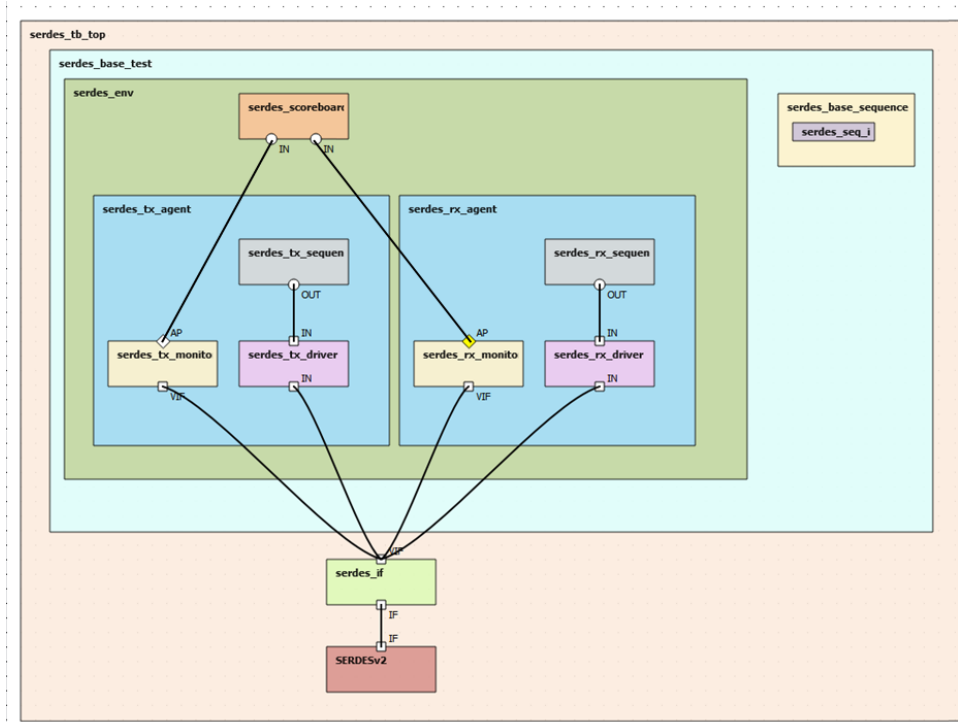 serdes_tb_top
serdes_base_test
serdes_env
serdes_scoreboar
serdes_base_sequence
serdes_seq_i
IN
IN
serdes_tx_agent
serdes_rx_agent
serdes_tx_sequen
serdes_rx_sequen
OUT
OUT
AP
IN
AP
IN
serdes_tx_monito
serdes_tx_driver
serdes_rx_monito
serdes_rx_driver
VIF
IN
VIF
IN
VIF
serdes_if
IF
IF
SERDESv2